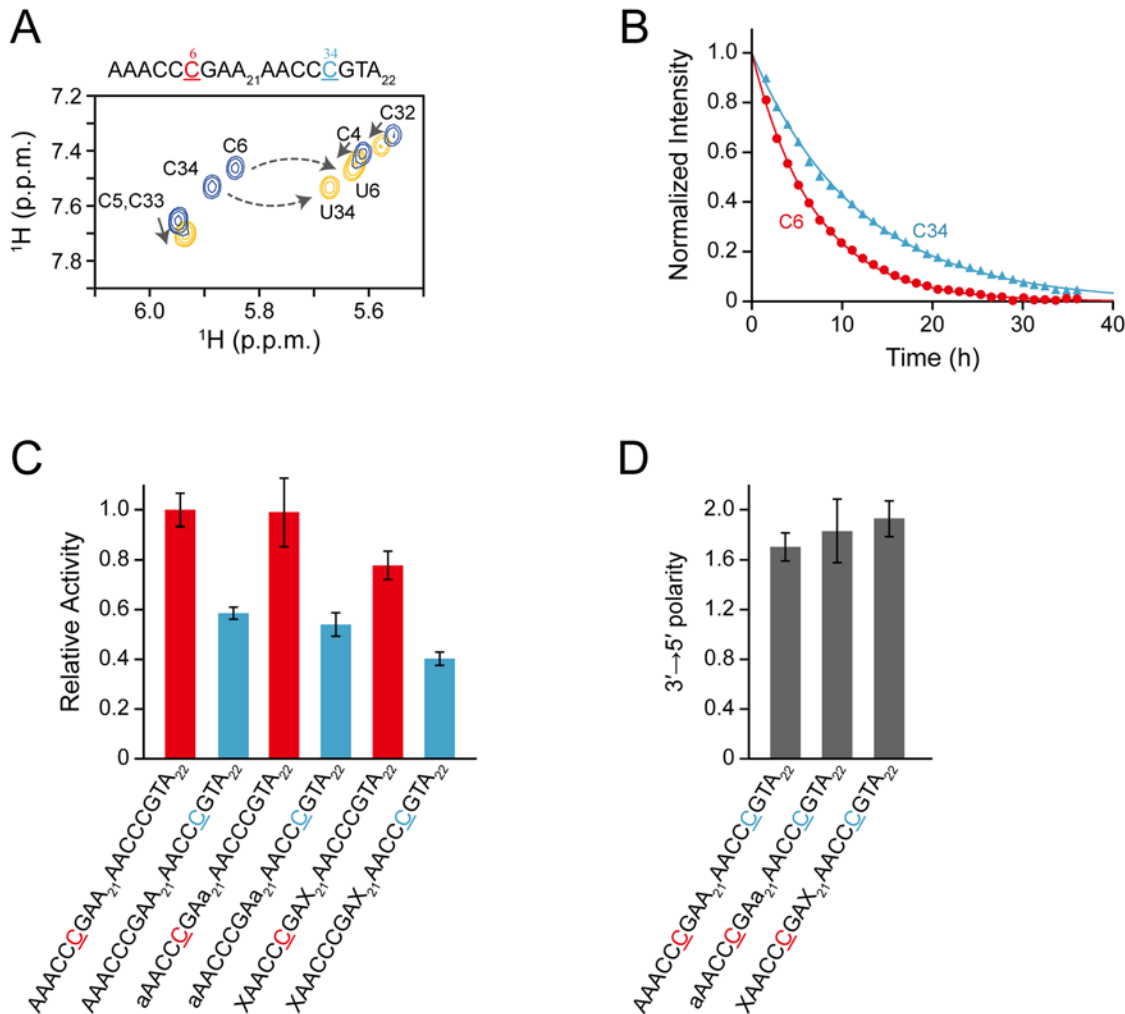 A
6 34
AAACCCGAA₂₁AACCCGTA₂₂
7.2
7.4
7.6
7.8
¹H (p.p.m.)
C32
C4
C6
C34
U6
C5,C33
U34
6.0 5.8 5.6
¹H (p.p.m.)
B
1.0
0.8
0.6
0.4
0.2
0
Normalized Intensity
C34
C6
0 10 20 30 40
Time (h)
C
1.0
0.8
0.6
0.4
0.2
0
Relative Activity
AAACCCGAA₂₁AACCCGTA₂₂
AAACCCGAA₂₁AACCCGTA₂₂
aAACCCGAa₂₁AACCCGTA₂₂
aAACCCGAa₂₁AACCCGTA₂₂
XAACCCGAX₂₁AACCCGTA₂₂
XAACCCGAX₂₁AACCCGTA₂₂
D
2.0
1.6
1.2
0.8
0.4
0
3′→5′ polarity
AAACCCGAA₂₁AACCCGTA₂₂
aAACCCGAa₂₁AACCCGTA₂₂
XAACCCGAX₂₁AACCCGTA₂₂